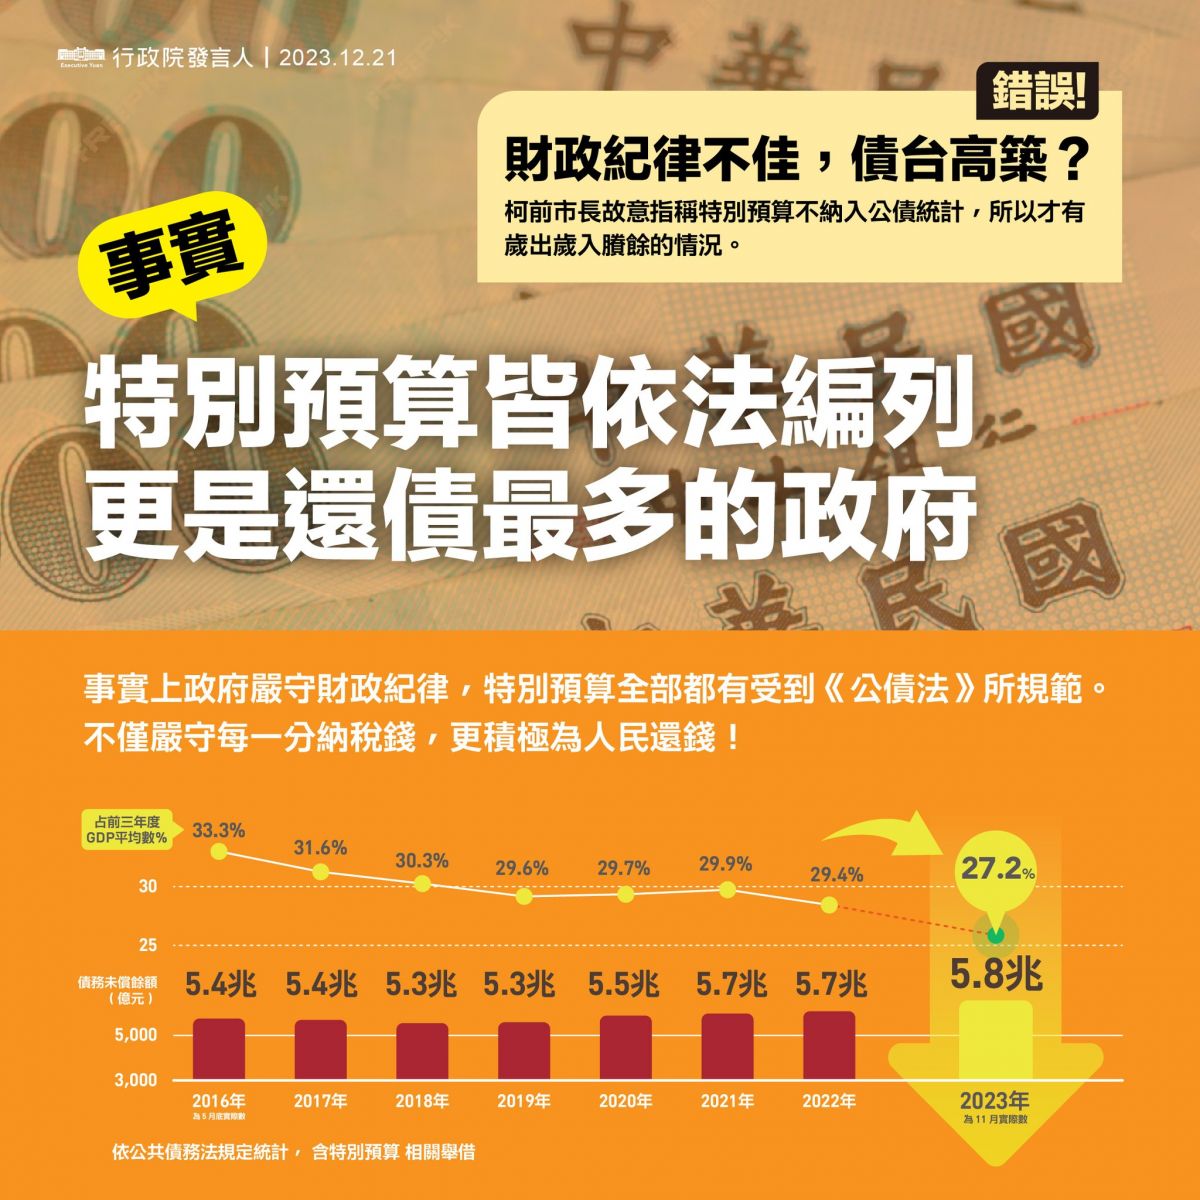 行政院發言人 | 2023.12.21
Executive Yuan
錯誤!
財政紀律不佳，債台高築？
柯前市長故意指稱特別預算不納入公債統計，所以才有
歲出歲入賸餘的情況。
事實
特別預算皆依法編列
更是還債最多的政府
事實上政府嚴守財政紀律，特別預算全部都有受到《公債法》所規範。
不僅嚴守每一分納稅錢，更積極為人民還錢！
占前三年度
GDP平均數%
33.3%
31.6%
30.3%
29.6%
29.7%
29.9%
29.4%
27.2%
30
25
債務未償餘額
（億元）
5.4兆
5.4兆
5.3兆
5.3兆
5.5兆
5.7兆
5.7兆
5.8兆
5,000
3,000
2016年
為5月底實際數
2017年
2018年
2019年
2020年
2021年
2022年
2023年
為11月實際數
依公共債務法規定統計，含特別預算 相關舉借